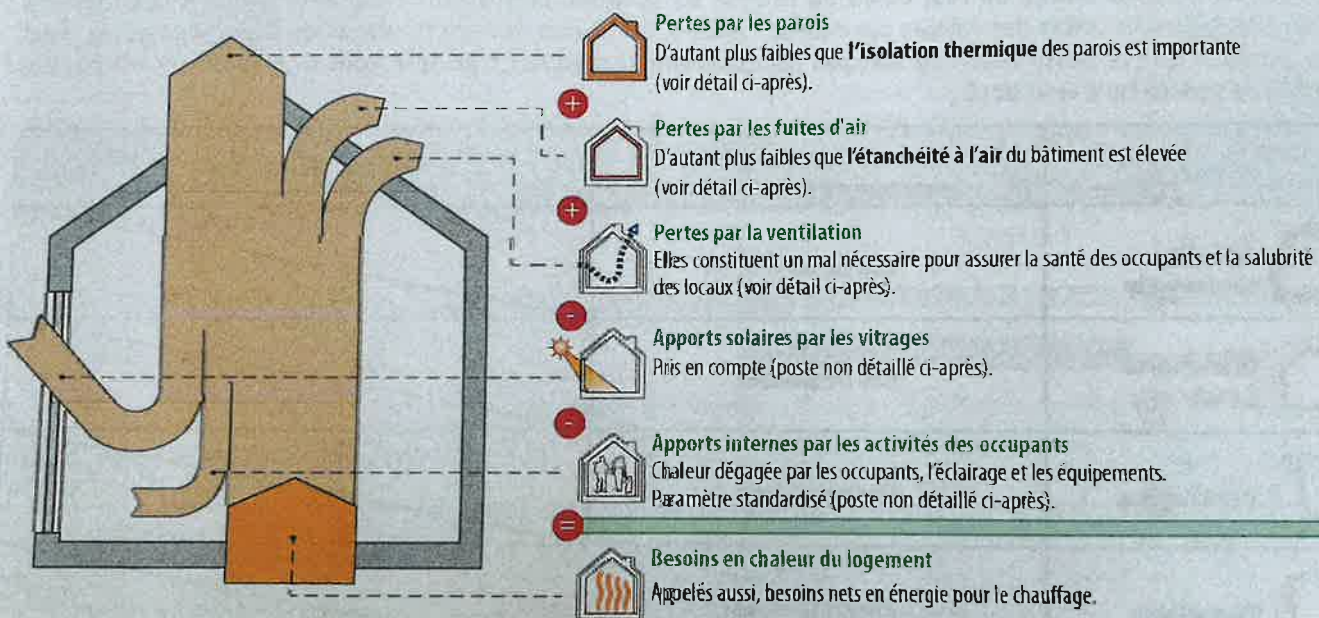 Pertes par les parois
D'autant plus faibles que l'isolation thermique des parois est importante
(voir détail ci-après).
+
Pertes par les fuites d'air
D'autant plus faibles que l'étanchéité à l'air du bâtiment est élevée
(voir détail ci-après).
+
Pertes par la ventilation
Elles constituent un mal nécessaire pour assurer la santé des occupants et la salubrité
des locaux (voir détail ci-après).
-
Apports solaires par les vitrages
Pris en compte (poste non détaillé ci-après).
-
Apports internes par les activités des occupants
Chaleur dégagée par les occupants, l'éclairage et les équipements.
Paramètre standardisé (poste non détaillé ci-après).
=
Besoins en chaleur du logement
Appelés aussi, besoins nets en énergie pour le chauffage.